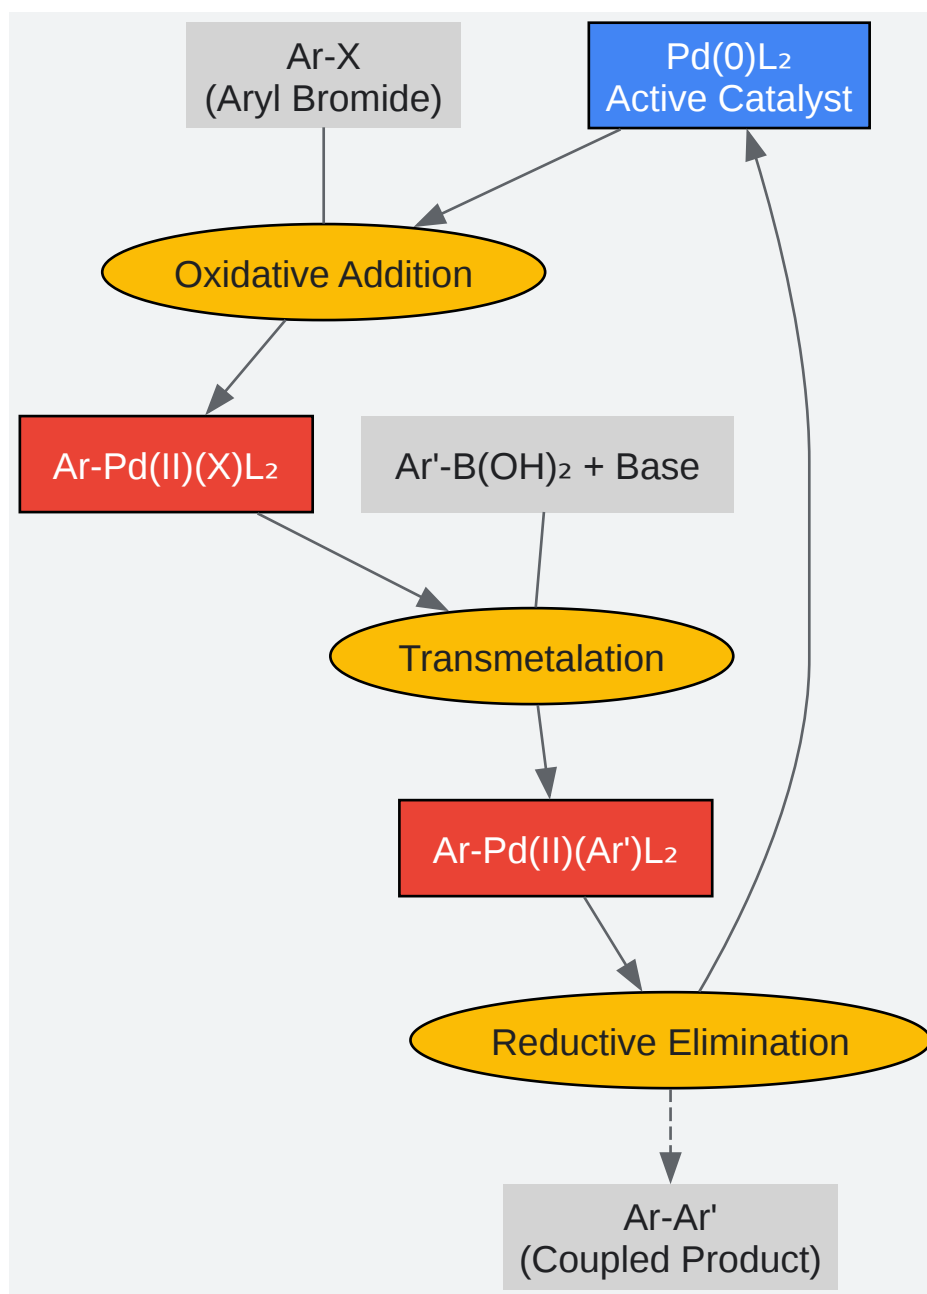 Ar-X
(Aryl Bromide)
Pd(0)L₂
Active Catalyst
Oxidative Addition
Ar-Pd(II)(X)L₂
Ar'-B(OH)₂ + Base
Transmetalation
Ar-Pd(II)(Ar')L₂
Reductive Elimination
Ar-Ar'
(Coupled Product)